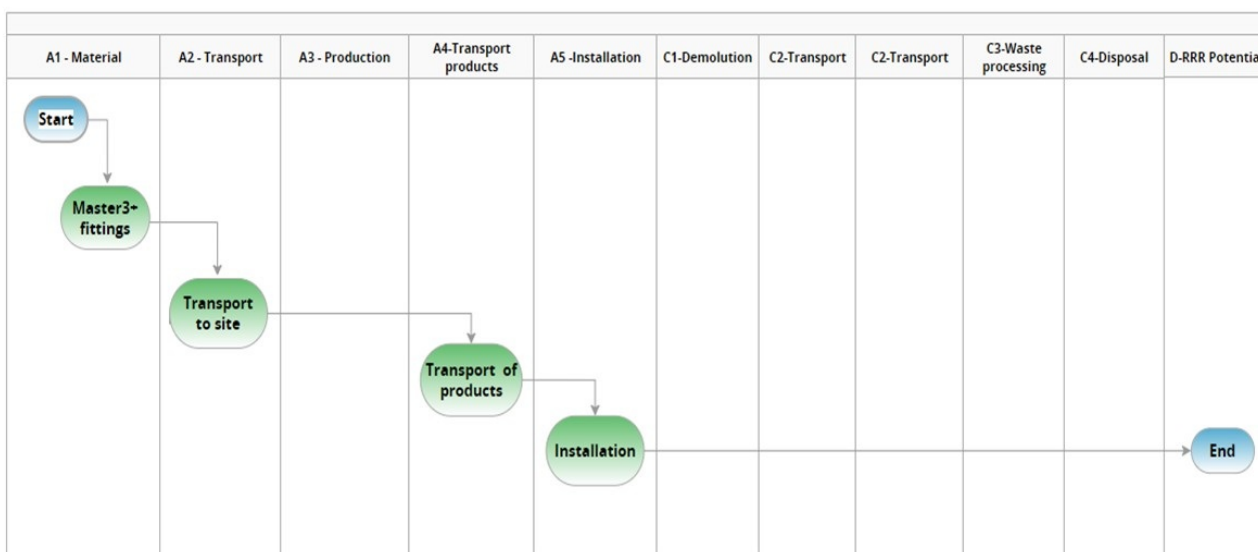 A1 - Material
A2 - Transport
A3 - Production
A4-Transport
products
A5 -Installation
C1-Demolution
C2-Transport
C2-Transport
C3-Waste
processing
C4-Disposal
D-RRR Potentia
Start
Master3+
fittings
Transport
to site
Transport of
products
Installation
End